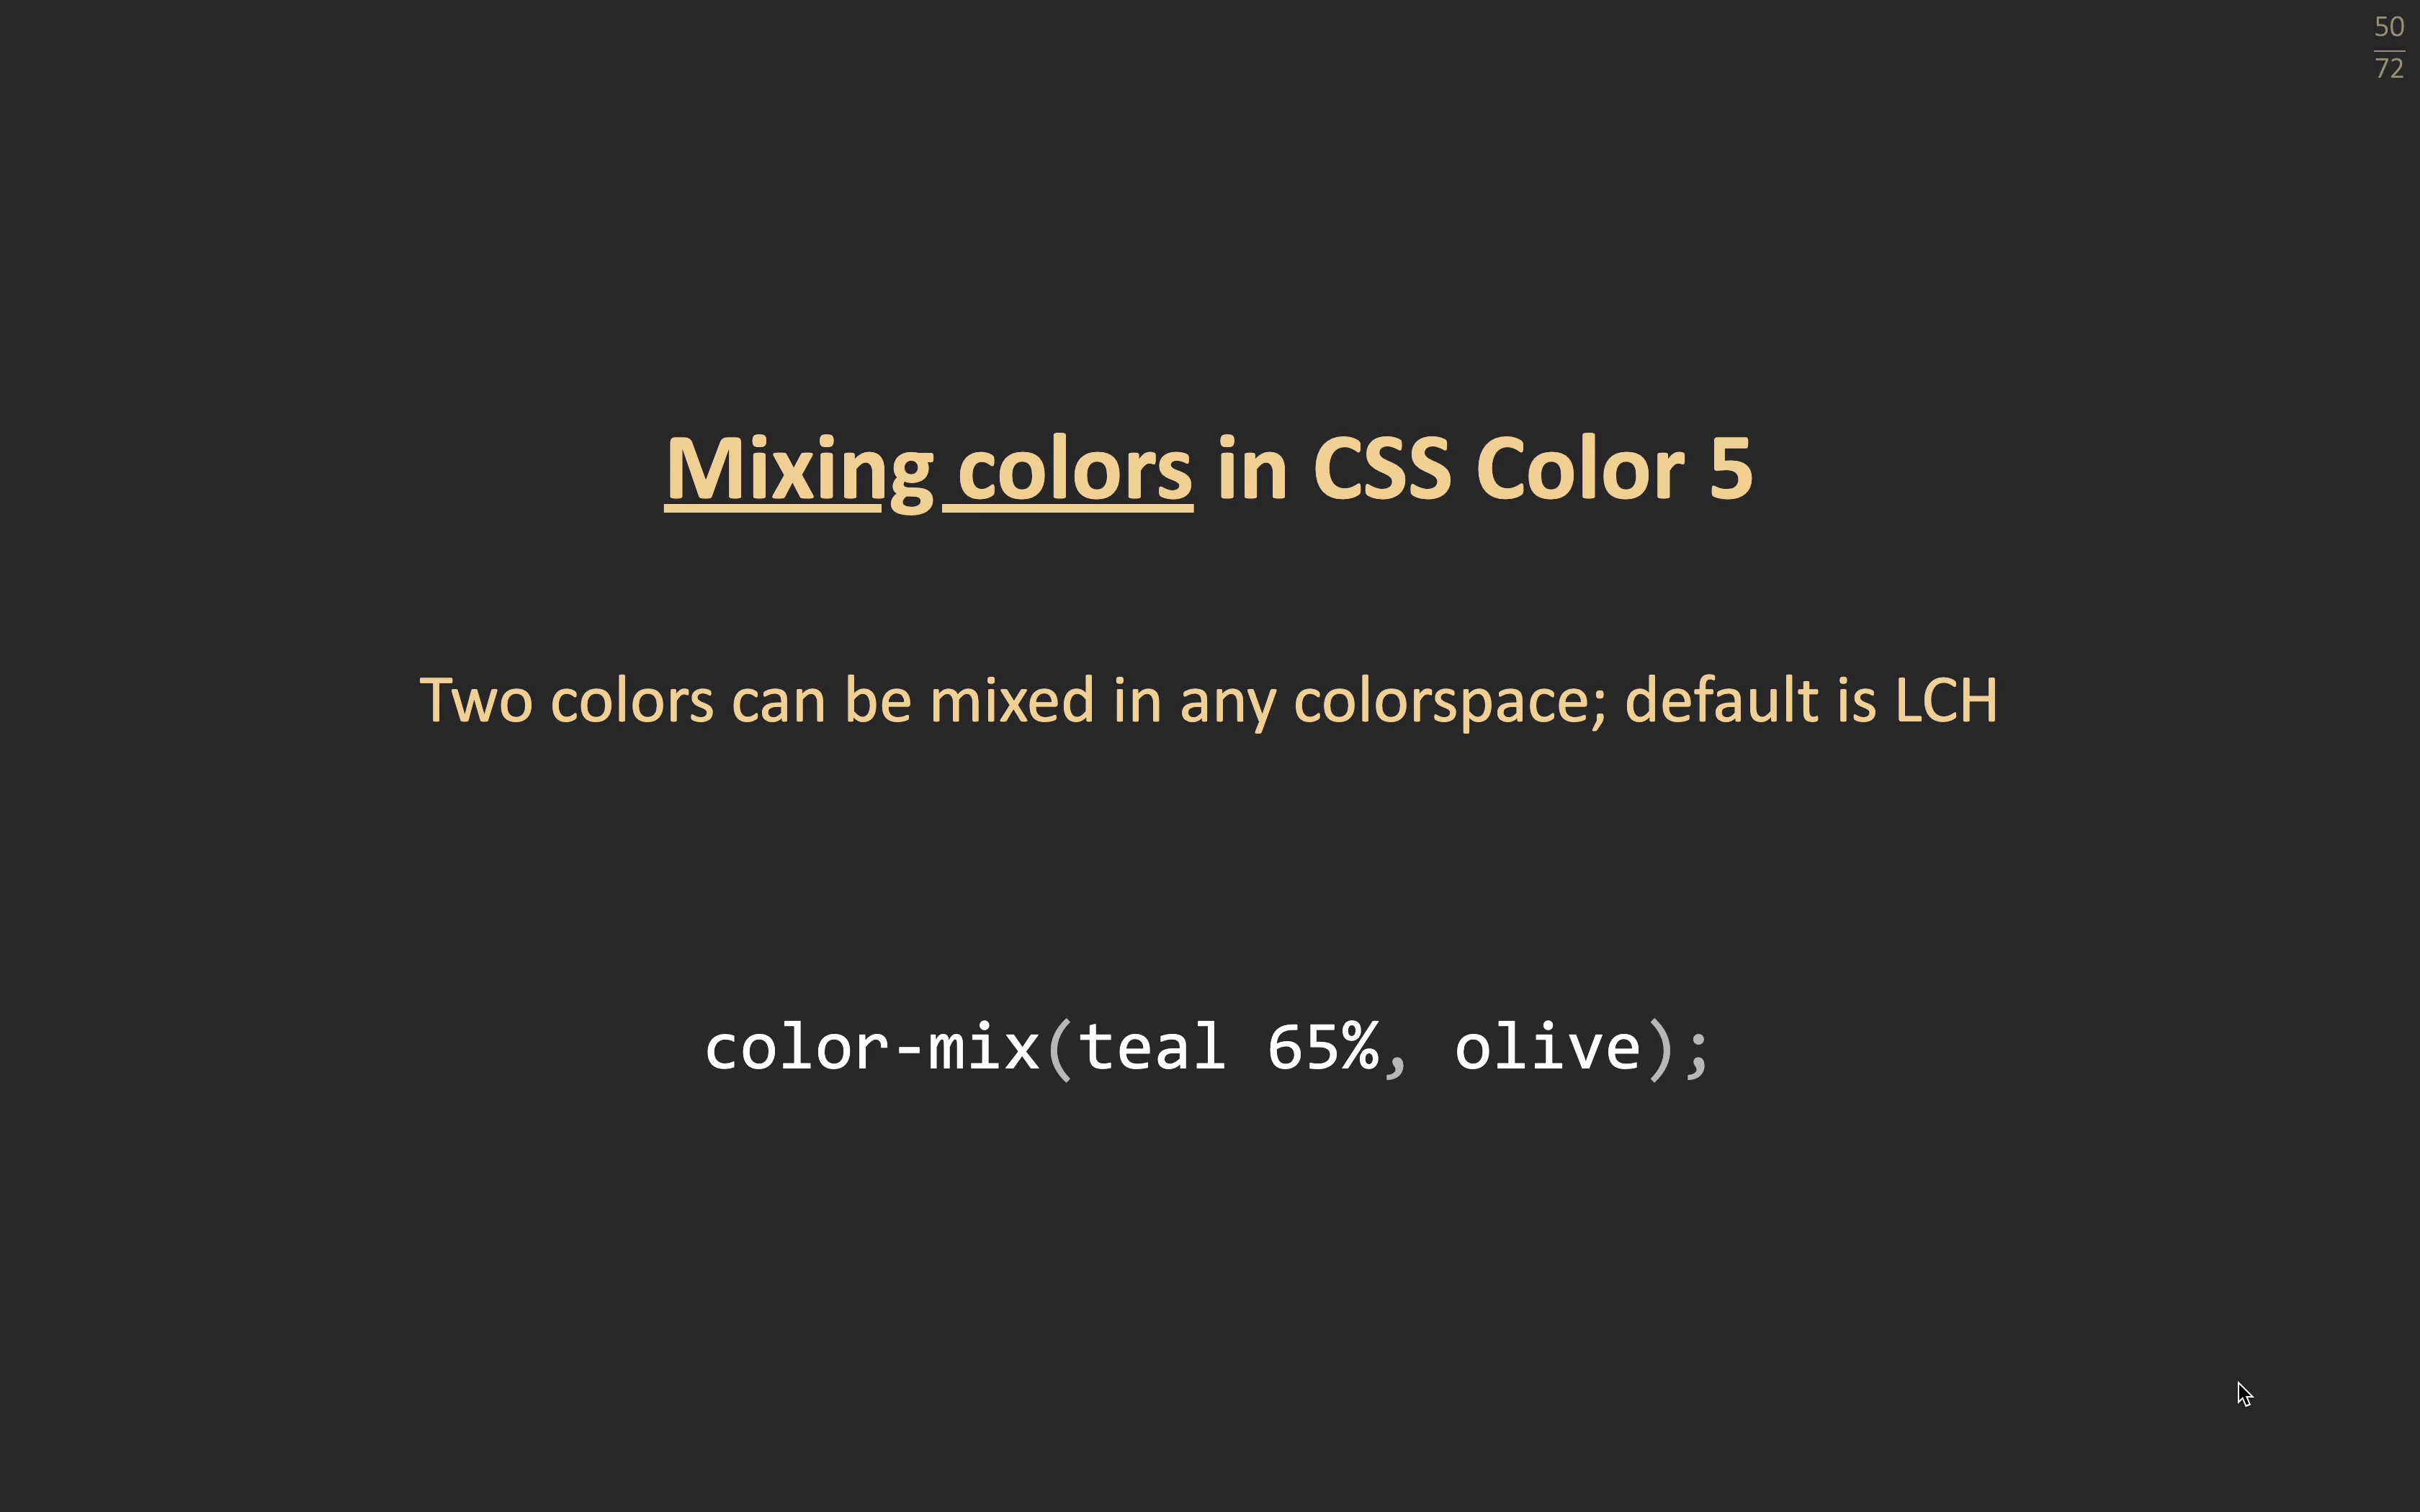 50
72
Mixing colors in CSS Color 5
Two colors can be mixed in any colorspace; default is LCH
color-mix(teal 65%, olive);